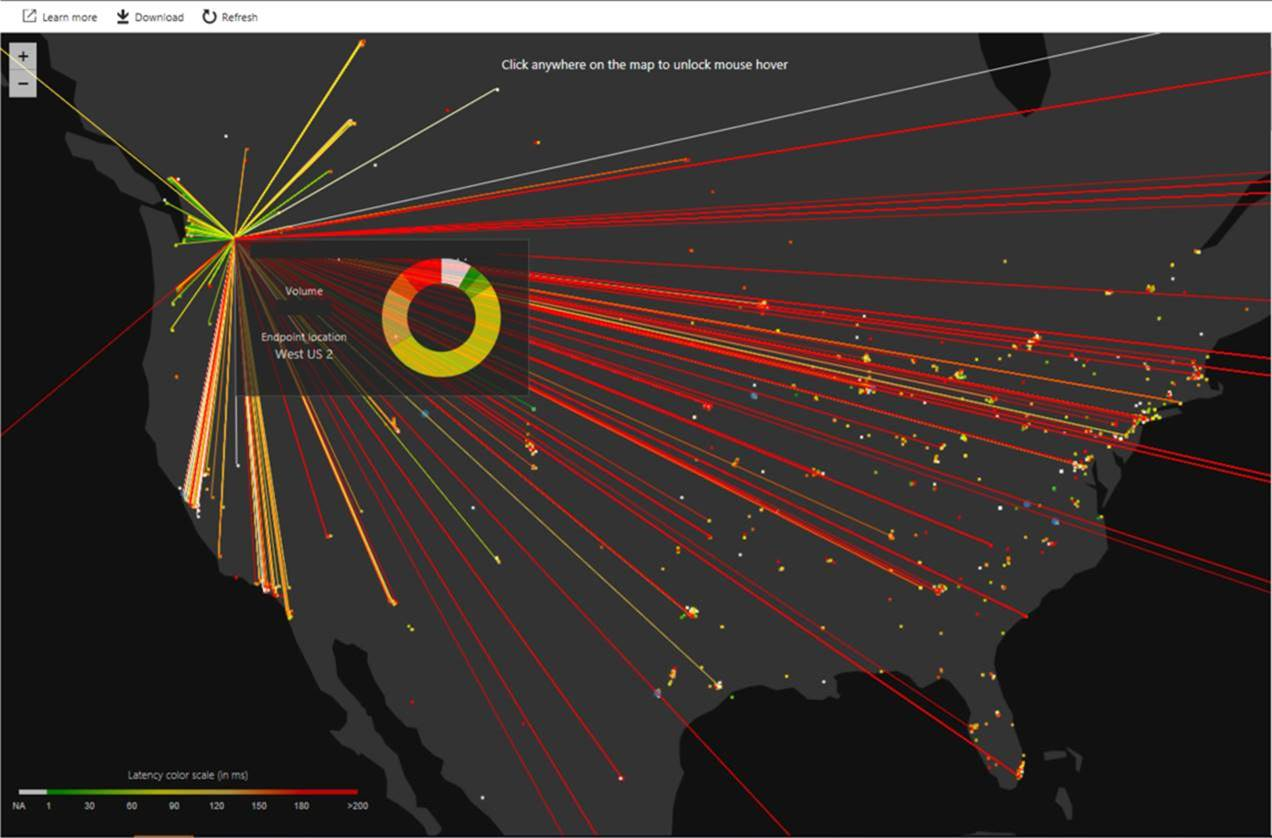 Learn more Download Refresh
+
−
Click anywhere on the map to unlock mouse hover
Volume
Endpoint location
West US 2
Latency color scale (in ms)
NA 1 30 60 90 120 150 180 >200